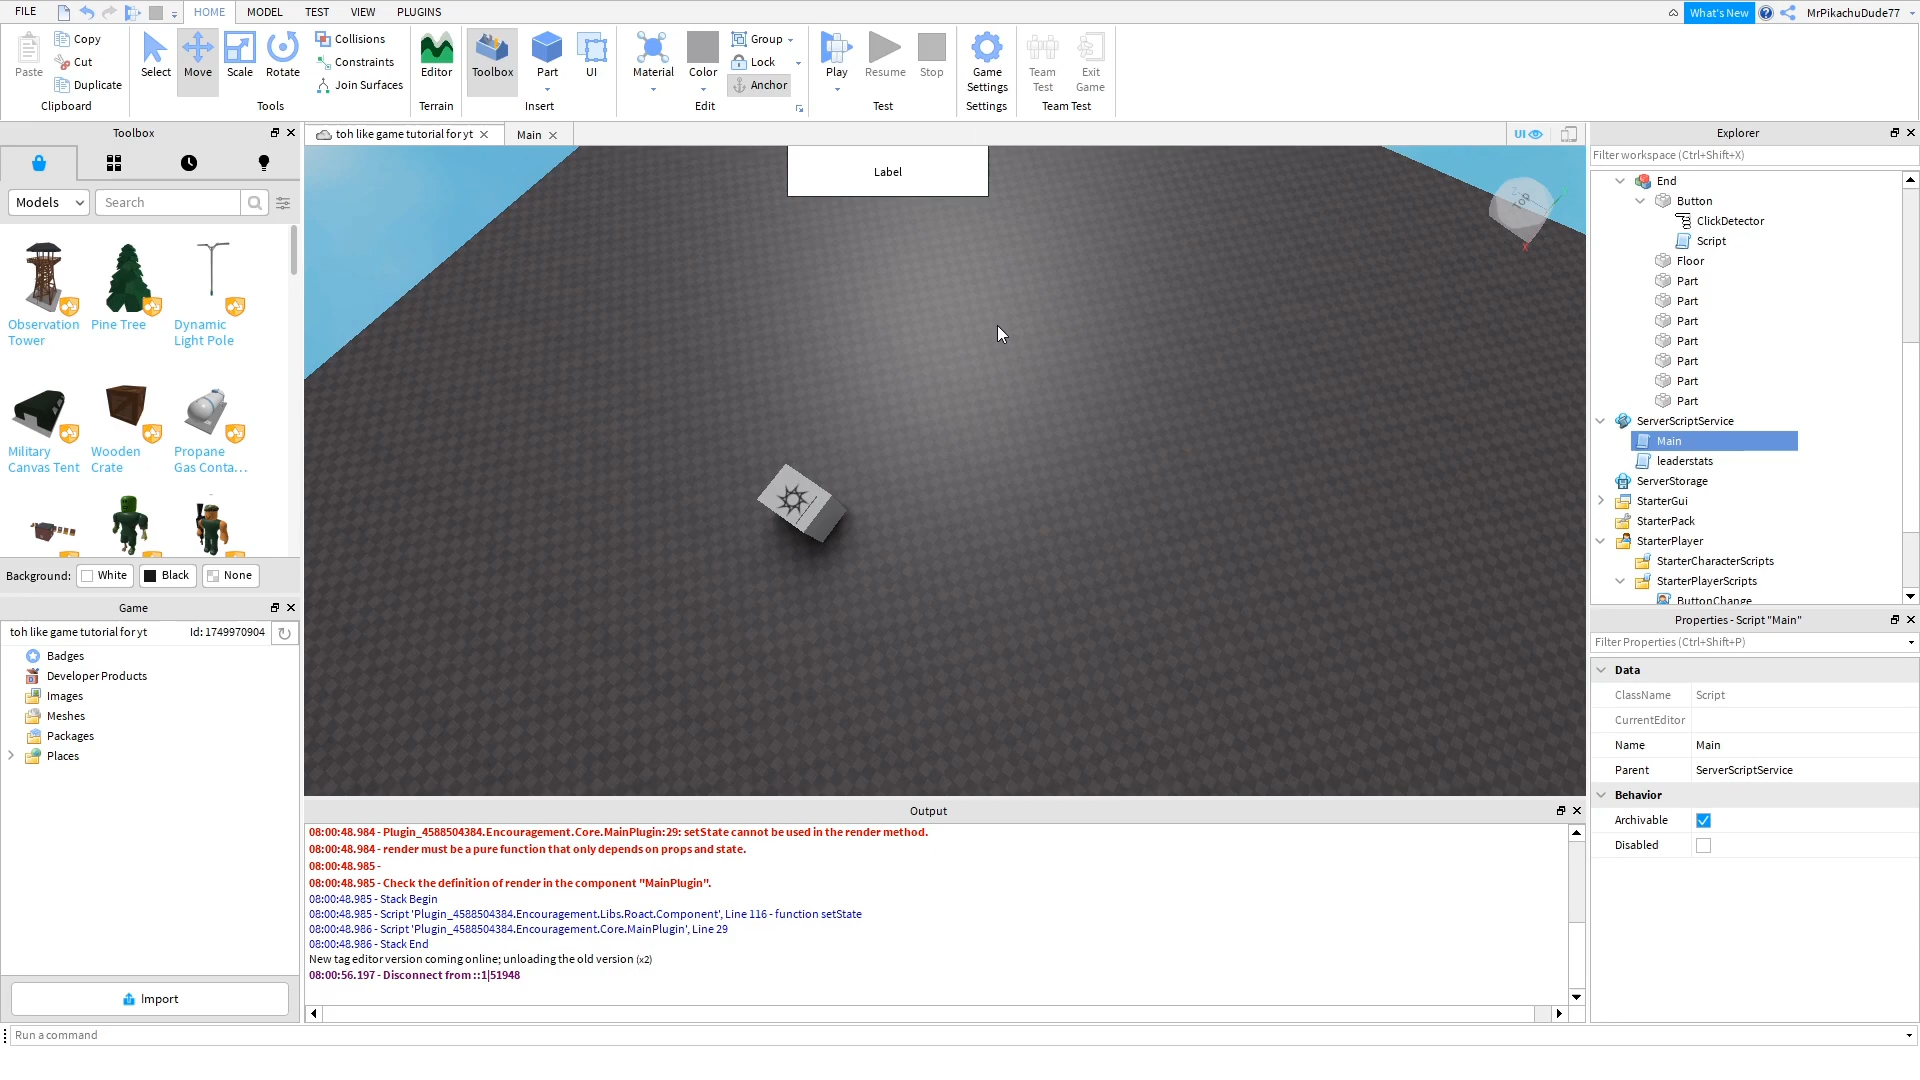 FILE
HOME
MODEL
TEST
VIEW
PLUGINS
What's New
MrPikachuDude77
Paste
Copy
Cut
Duplicate
Clipboard
Select
Move
Scale
Rotate
Collisions
Constraints
Join Surfaces
Tools
Editor
Terrain
Toolbox
Part
UI
Insert
Material
Color
Group
Lock
Anchor
Edit
Play
Resume
Stop
Test
Game
Settings
Settings
Team
Test
Exit
Game
Team Test
Toolbox
Models
Search
Observation
Tower
Pine Tree
Dynamic
Light Pole
Military
Canvas Tent
Wooden
Crate
Propane
Gas Conta...
Background:
White
Black
None
Game
toh like game tutorial for yt
Id: 1749970904
Badges
Developer Products
Images
Meshes
Packages
Places
Import
Run a command
toh like game tutorial for yt
Main
UI
Label
Top
X
Output
08:00:48.984 - Plugin_4588504384.Encouragement.Core.MainPlugin:29: setState cannot be used in the render method.
08:00:48.984 - render must be a pure function that only depends on props and state.
08:00:48.985 -
08:00:48.985 - Check the definition of render in the component "MainPlugin".
08:00:48.985 - Stack Begin
08:00:48.985 - Script 'Plugin_4588504384.Encouragement.Libs.Roact.Component', Line 116 - function setState
08:00:48.986 - Script 'Plugin_4588504384.Encouragement.Core.MainPlugin', Line 29
08:00:48.986 - Stack End
New tag editor version coming online; unloading the old version (x2)
08:00:56.197 - Disconnect from ::1|51948
Explorer
Filter workspace (Ctrl+Shift+X)
End
Button
ClickDetector
Script
Floor
Part
Part
Part
Part
Part
Part
Part
ServerScriptService
Main
leaderstats
ServerStorage
StarterGui
StarterPack
StarterPlayer
StarterCharacterScripts
StarterPlayerScripts
ButtonChange
Properties - Script "Main"
Filter Properties (Ctrl+Shift+P)
Data
ClassName
Script
CurrentEditor
Name
Main
Parent
ServerScriptService
Behavior
Archivable
Disabled